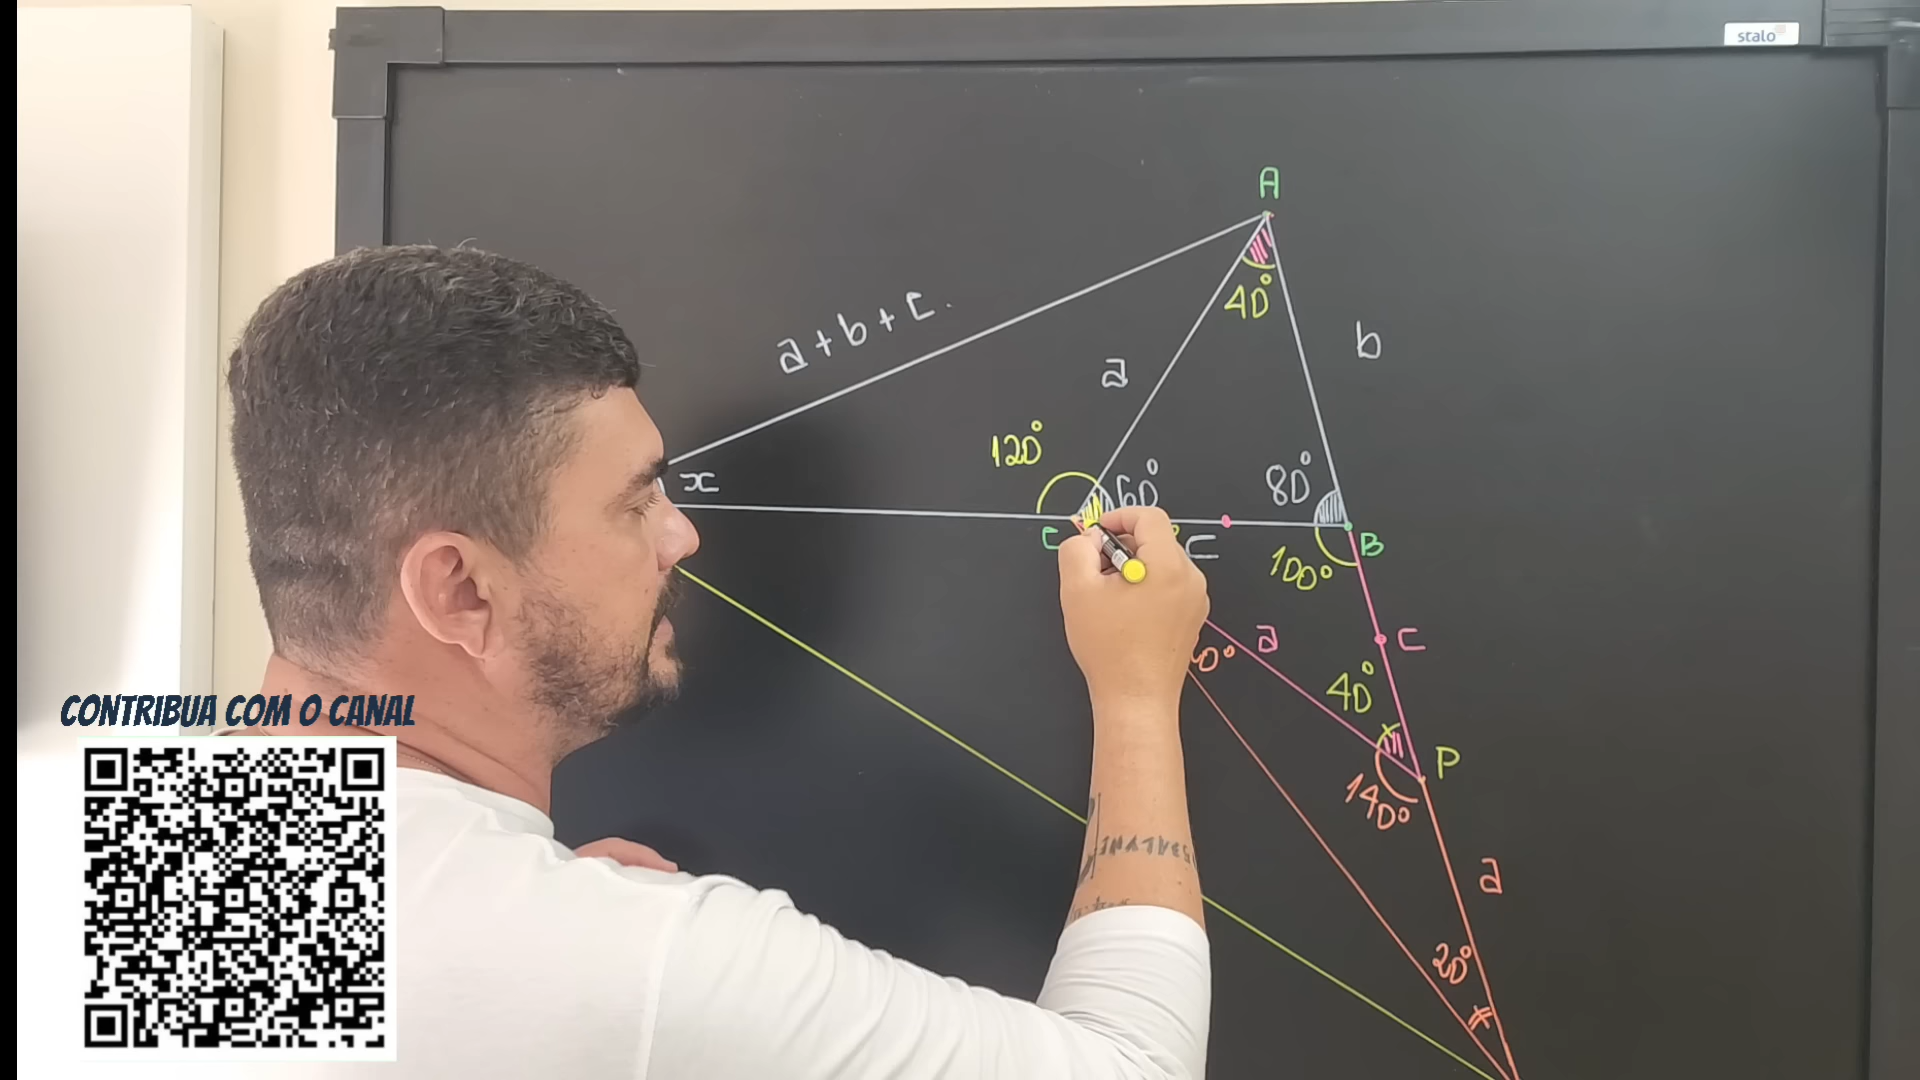 stalo
A
40°
a+b+c.
b
a
120°
x
60°
80°
C
C
B
100°
a
C
40°
P
140°
a
20°
CONTRIBUA COM O CANAL